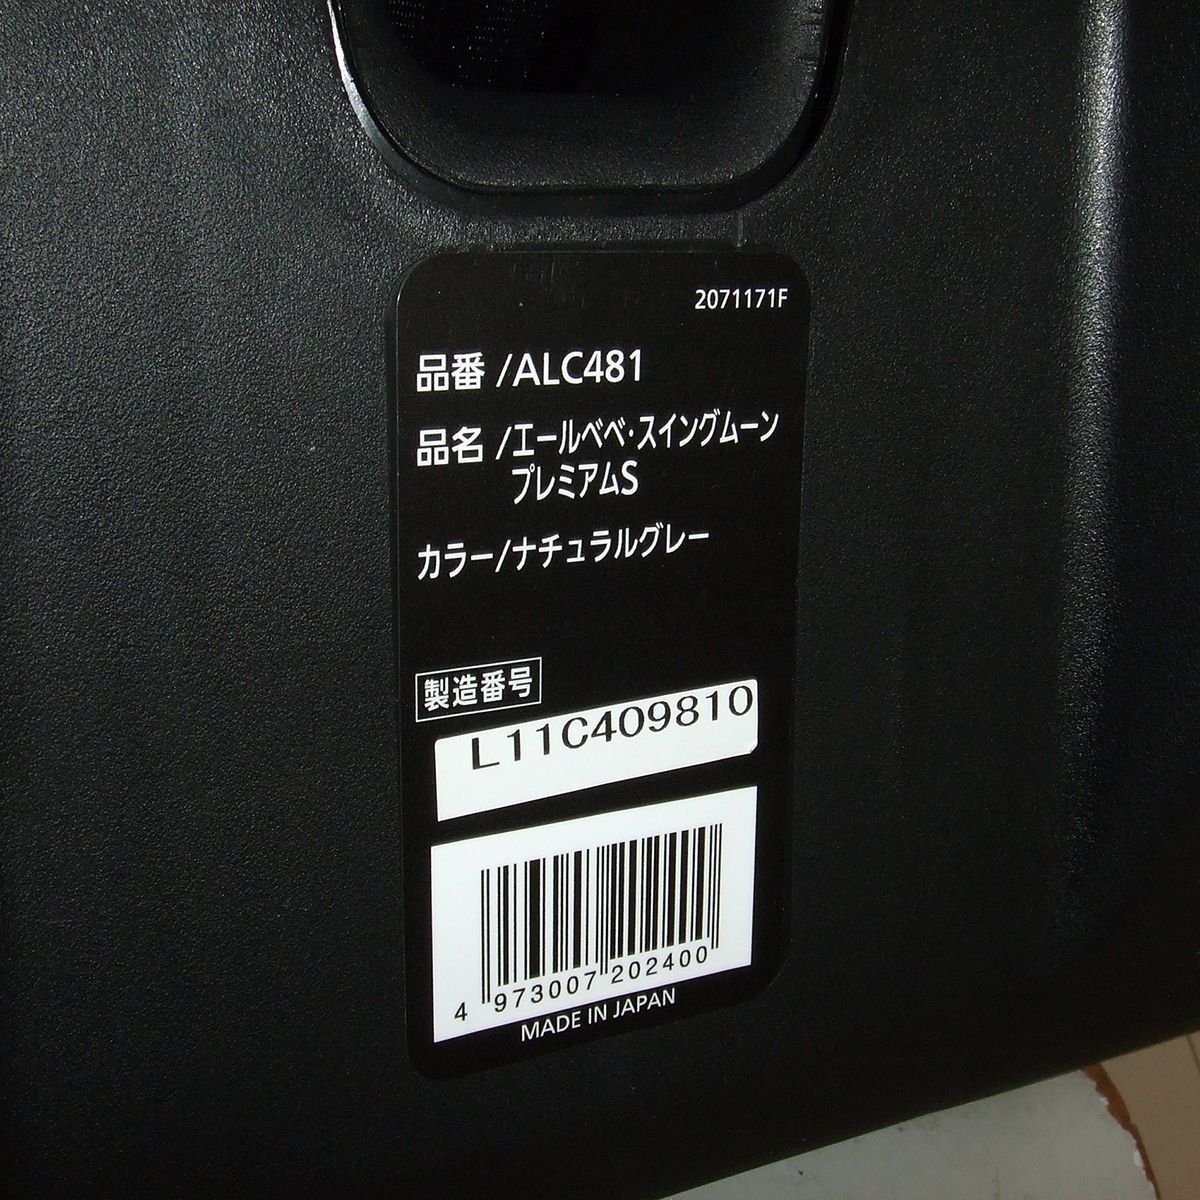 2071171F
品番/ALC481
品名/エールベベ・スイングムーン
プレミアムS
カラー/ナチュラルグレー
製造番号
L11C409810
4 973007 202400
MADE IN JAPAN